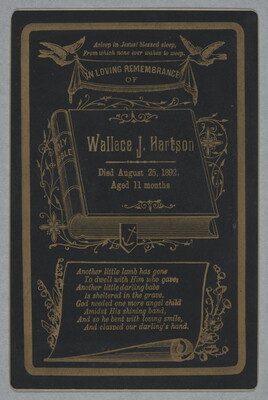 Asleep in Jesus! blessed sleep,
From which none ever wakes to weep.
IN LOVING REMEMBRANCE
OF
HOLY
BIBLE
Wallace J. Hartson
Died August 25, 1892.
Aged 11 months
Another little lamb has gone
To dwell with Him who gave;
Another little darling babe
is sheltered in the grave.
God needed one more angel child
Amidst His shining band,
And so he bent with loving smile,
And clasped our darling's hand.